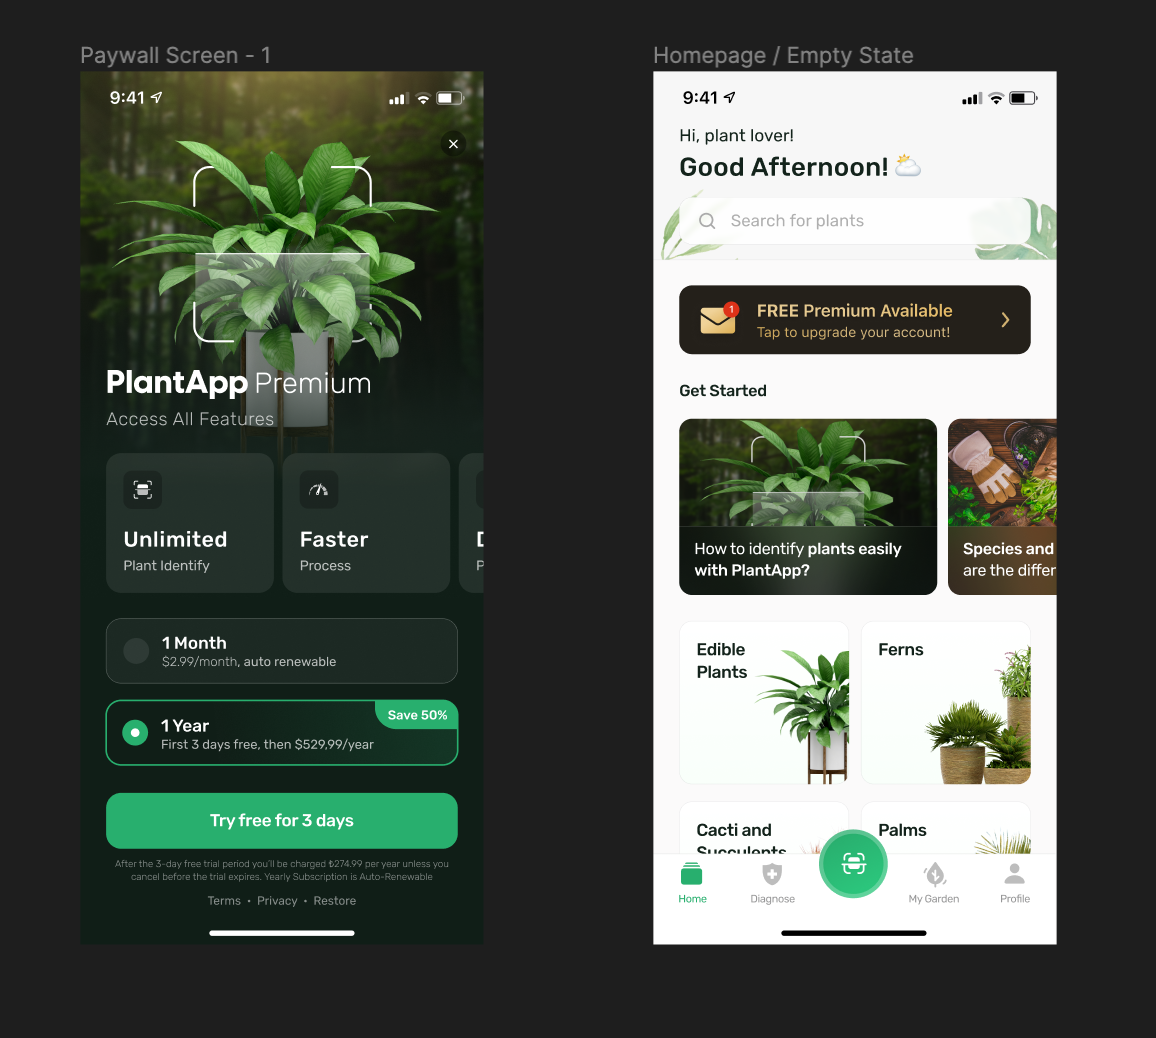 Paywall Screen - 1
9:41
PlantApp Premium
Access All Features
Unlimited
Plant Identify
Faster
Process
1 Month
$2.99/month, auto renewable
Save 50%
1 Year
First 3 days free, then $529,99/year
Try free for 3 days
After the 3-day free trial period you'll be charged ₺274.99 per year unless you
cancel before the trial expires. Yearly Subscription is Auto-Renewable
Terms • Privacy • Restore
Homepage / Empty State
9:41
Hi, plant lover!
Good Afternoon!
Search for plants
1
FREE Premium Available
Tap to upgrade your account!
Get Started
How to identify plants easily
with PlantApp?
Species and
are the differ
Edible
Plants
Ferns
Cacti and
Succulents
Palms
Home
Diagnose
My Garden
Profile